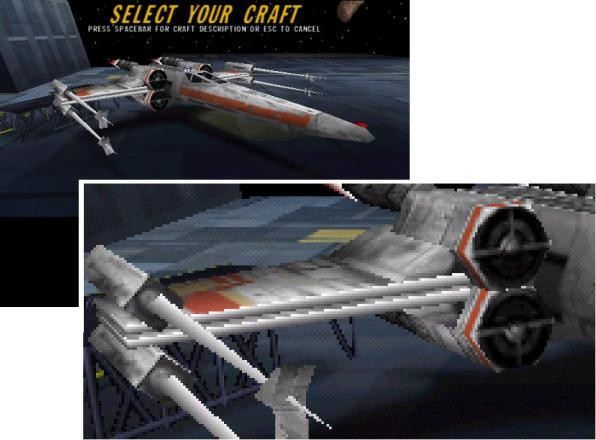 SELECT YOUR CRAFT
PRESS SPACEBAR FOR CRAFT DESCRIPTION OR ESC TO CANCEL